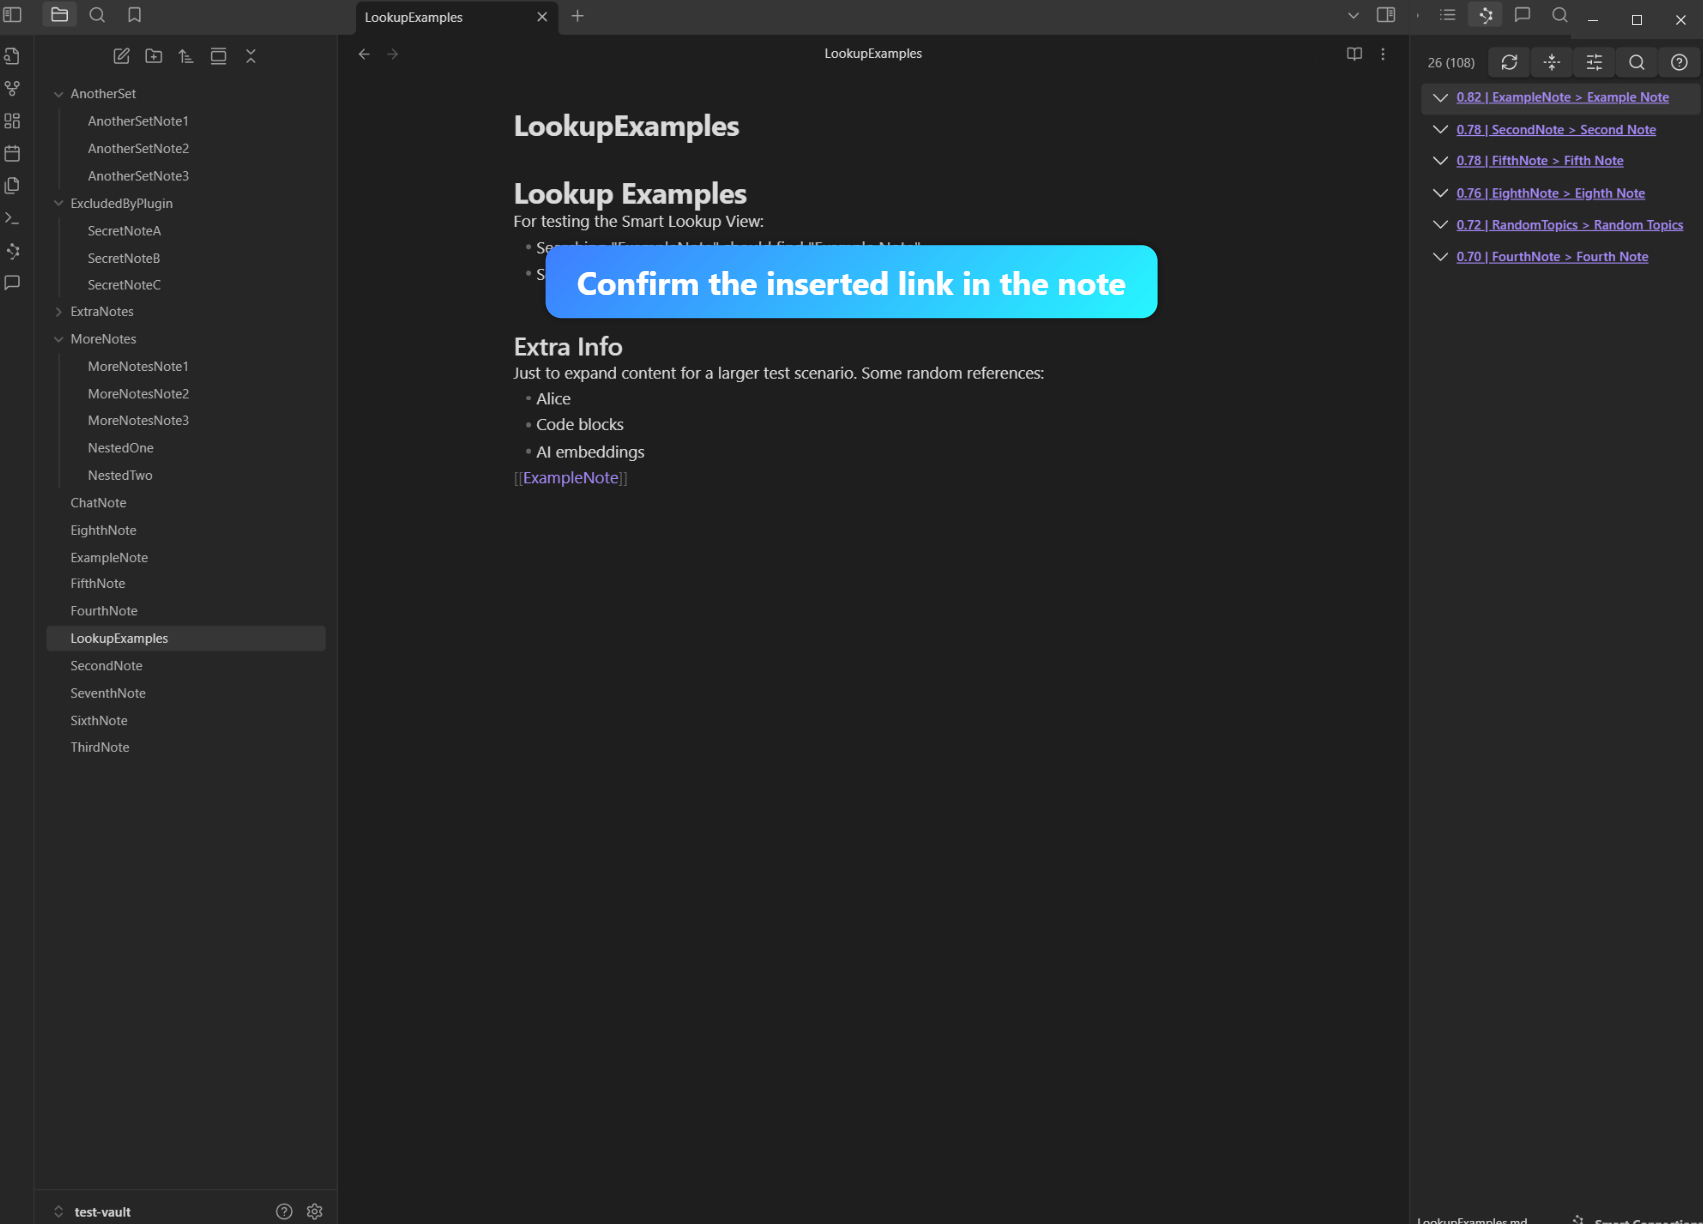 LookupExamples
LookupExamples
26 (108)
AnotherSet
AnotherSetNote1
AnotherSetNote2
AnotherSetNote3
ExcludedByPlugin
SecretNoteA
SecretNoteB
SecretNoteC
ExtraNotes
MoreNotes
MoreNotesNote1
MoreNotesNote2
MoreNotesNote3
NestedOne
NestedTwo
ChatNote
EighthNote
ExampleNote
FifthNote
FourthNote
LookupExamples
SecondNote
SeventhNote
SixthNote
ThirdNote
test-vault
LookupExamples
Lookup Examples
For testing the Smart Lookup View:
Confirm the inserted link in the note
Extra Info
Just to expand content for a larger test scenario. Some random references:
• Alice
• Code blocks
• AI embeddings
[[ExampleNote]]
0.82 | ExampleNote > Example Note
0.78 | SecondNote > Second Note
0.78 | FifthNote > Fifth Note
0.76 | EighthNote > Eighth Note
0.72 | RandomTopics > Random Topics
0.70 | FourthNote > Fourth Note
LookupExamples.md